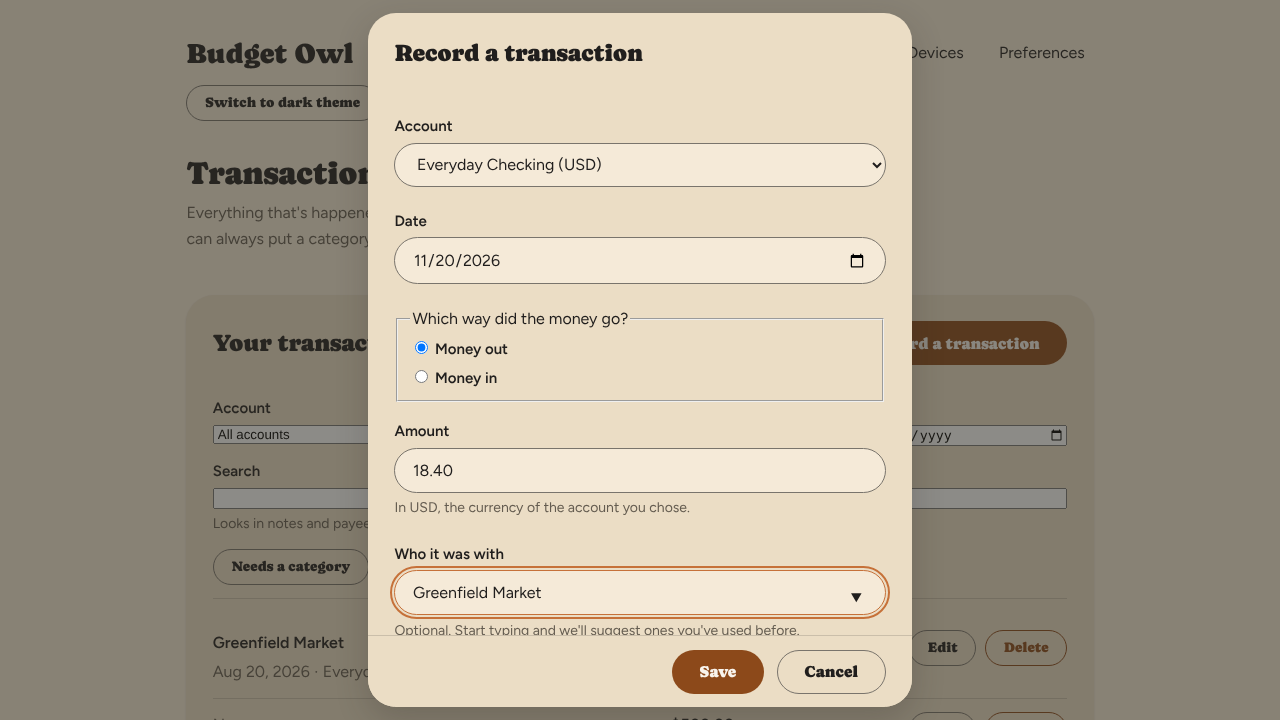 Budget Owl
Devices
Preferences
Switch to dark theme
Transaction
Everything that's happene
can always put a category
Your transac
rd a transaction
Account
All accounts
/yyyy
Search
Looks in notes and payee
Needs a category
Greenfield Market
Aug 20, 2026 · Everyd
Edit
Delete
Record a transaction
Account
Everyday Checking (USD)
Date
11/20/2026
Which way did the money go?
Money out
Money in
Amount
18.40
In USD, the currency of the account you chose.
Who it was with
Greenfield Market
Optional. Start typing and we'll suggest ones you've used before.
Save
Cancel